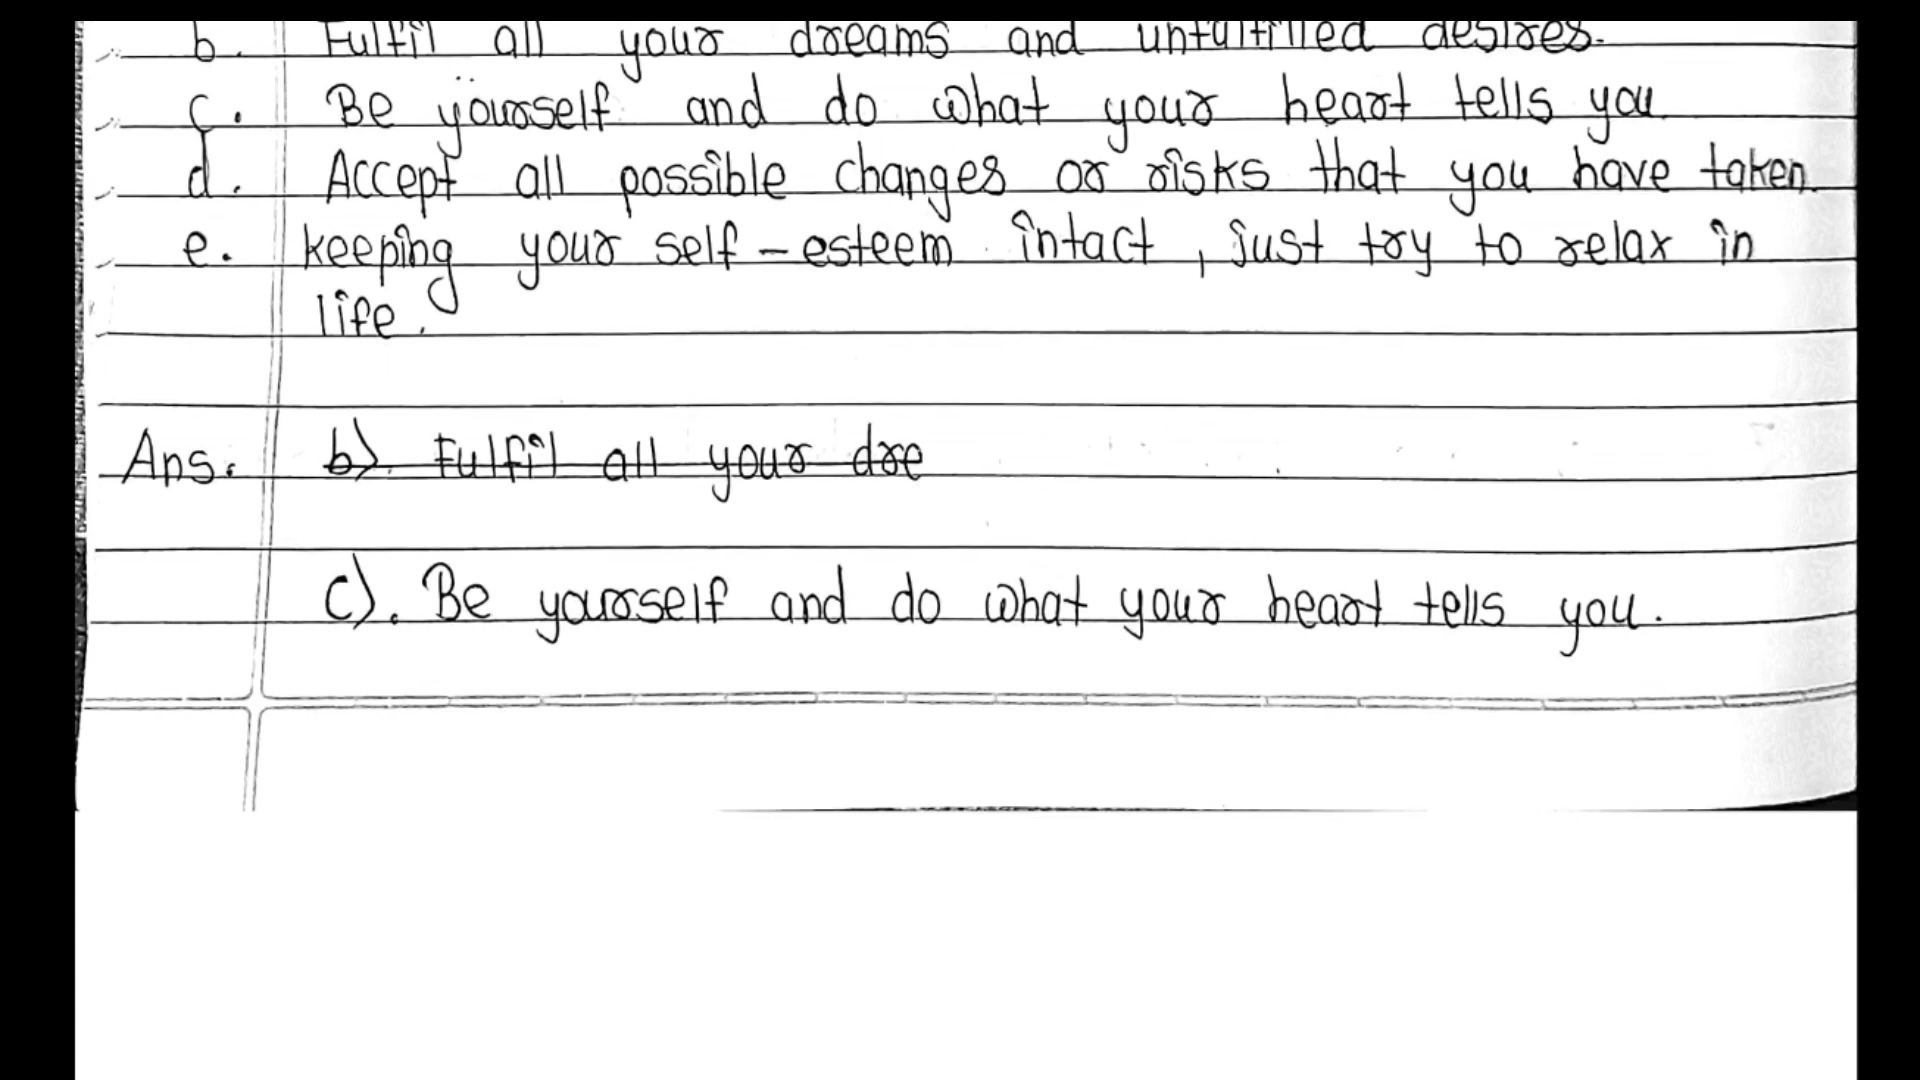 b. Fulfil all your dreams and unfulfilled desires.
c. Be yourself and do what your heart tells you
d. Accept all possible changes or risks that you have taken.
e. keeping your self-esteem intact, just try to relax in
life.
Ans. b). Fulfil all your dre
c). Be yourself and do what your heart tells you.